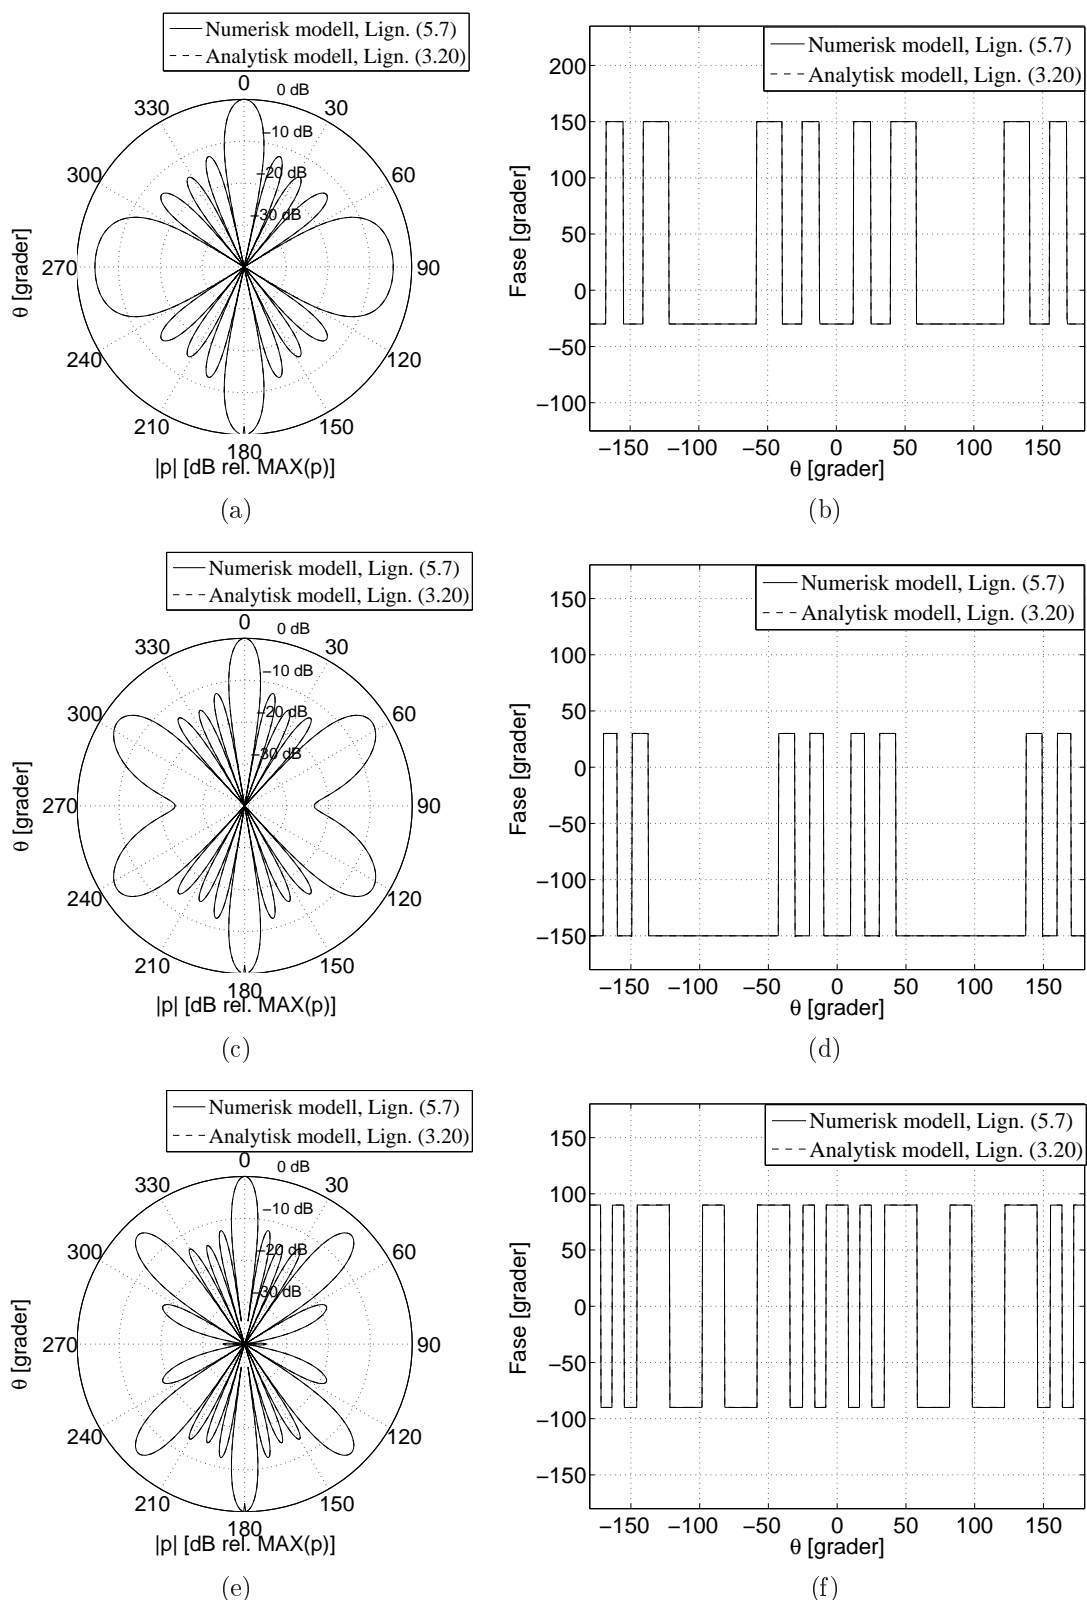 Numerisk modell, Lign. (5.7)
Analytisk modell, Lign. (3.20)
0
0 dB
330
30
−10 dB
300
60
−20 dB
−30 dB
θ [grader]
270
90
240
120
210
150
180
|p| [dB rel. MAX(p)]
(a)
Numerisk modell, Lign. (5.7)
Analytisk modell, Lign. (3.20)
200
150
100
50
0
−50
−100
Fase [grader]
−150 −100 −50 0 50 100 150
θ [grader]
(b)
Numerisk modell, Lign. (5.7)
Analytisk modell, Lign. (3.20)
0
0 dB
330
30
−10 dB
300
60
−20 dB
−30 dB
θ [grader]
270
90
240
120
210
150
180
|p| [dB rel. MAX(p)]
(c)
Numerisk modell, Lign. (5.7)
Analytisk modell, Lign. (3.20)
150
100
50
0
−50
−100
−150
Fase [grader]
−150 −100 −50 0 50 100 150
θ [grader]
(d)
Numerisk modell, Lign. (5.7)
Analytisk modell, Lign. (3.20)
0
0 dB
330
30
−10 dB
300
60
−20 dB
−30 dB
θ [grader]
270
90
240
120
210
150
180
|p| [dB rel. MAX(p)]
(e)
Numerisk modell, Lign. (5.7)
Analytisk modell, Lign. (3.20)
150
100
50
0
−50
−100
−150
Fase [grader]
−150 −100 −50 0 50 100 150
θ [grader]
(f)